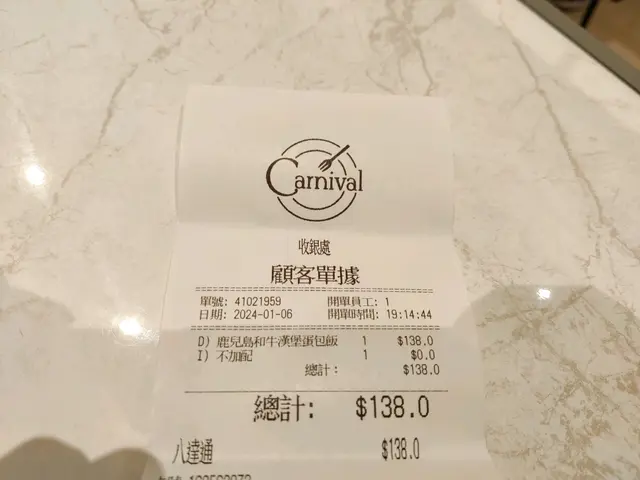 Carnival
收銀處
顧客單據
單號: 41021959 開單員工: 1
日期: 2024-01-06 開單時間: 19:14:44
D) 鹿兒島和牛漢堡蛋包飯 1 $138.0
I) 不加配 1 $0.0
總計: $138.0
總計: $138.0
八達通 $138.0